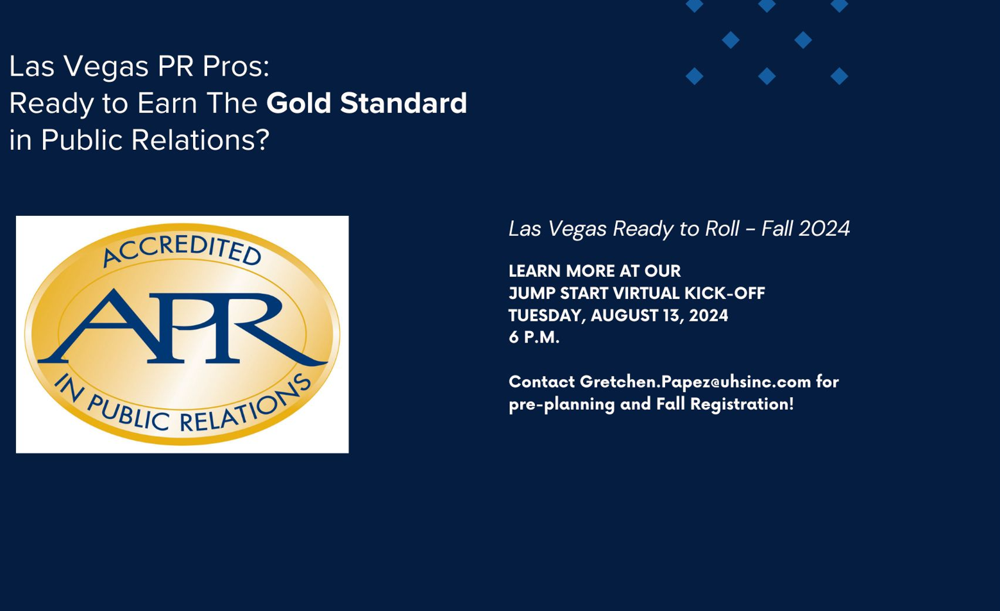 Las Vegas PR Pros:
Ready to Earn The Gold Standard
in Public Relations?
ACCREDITED
APR
IN PUBLIC RELATIONS
Las Vegas Ready to Roll – Fall 2024
LEARN MORE AT OUR
JUMP START VIRTUAL KICK-OFF
TUESDAY, AUGUST 13, 2024
6 P.M.
Contact Gretchen.Papez@uhsinc.com for
pre-planning and Fall Registration!